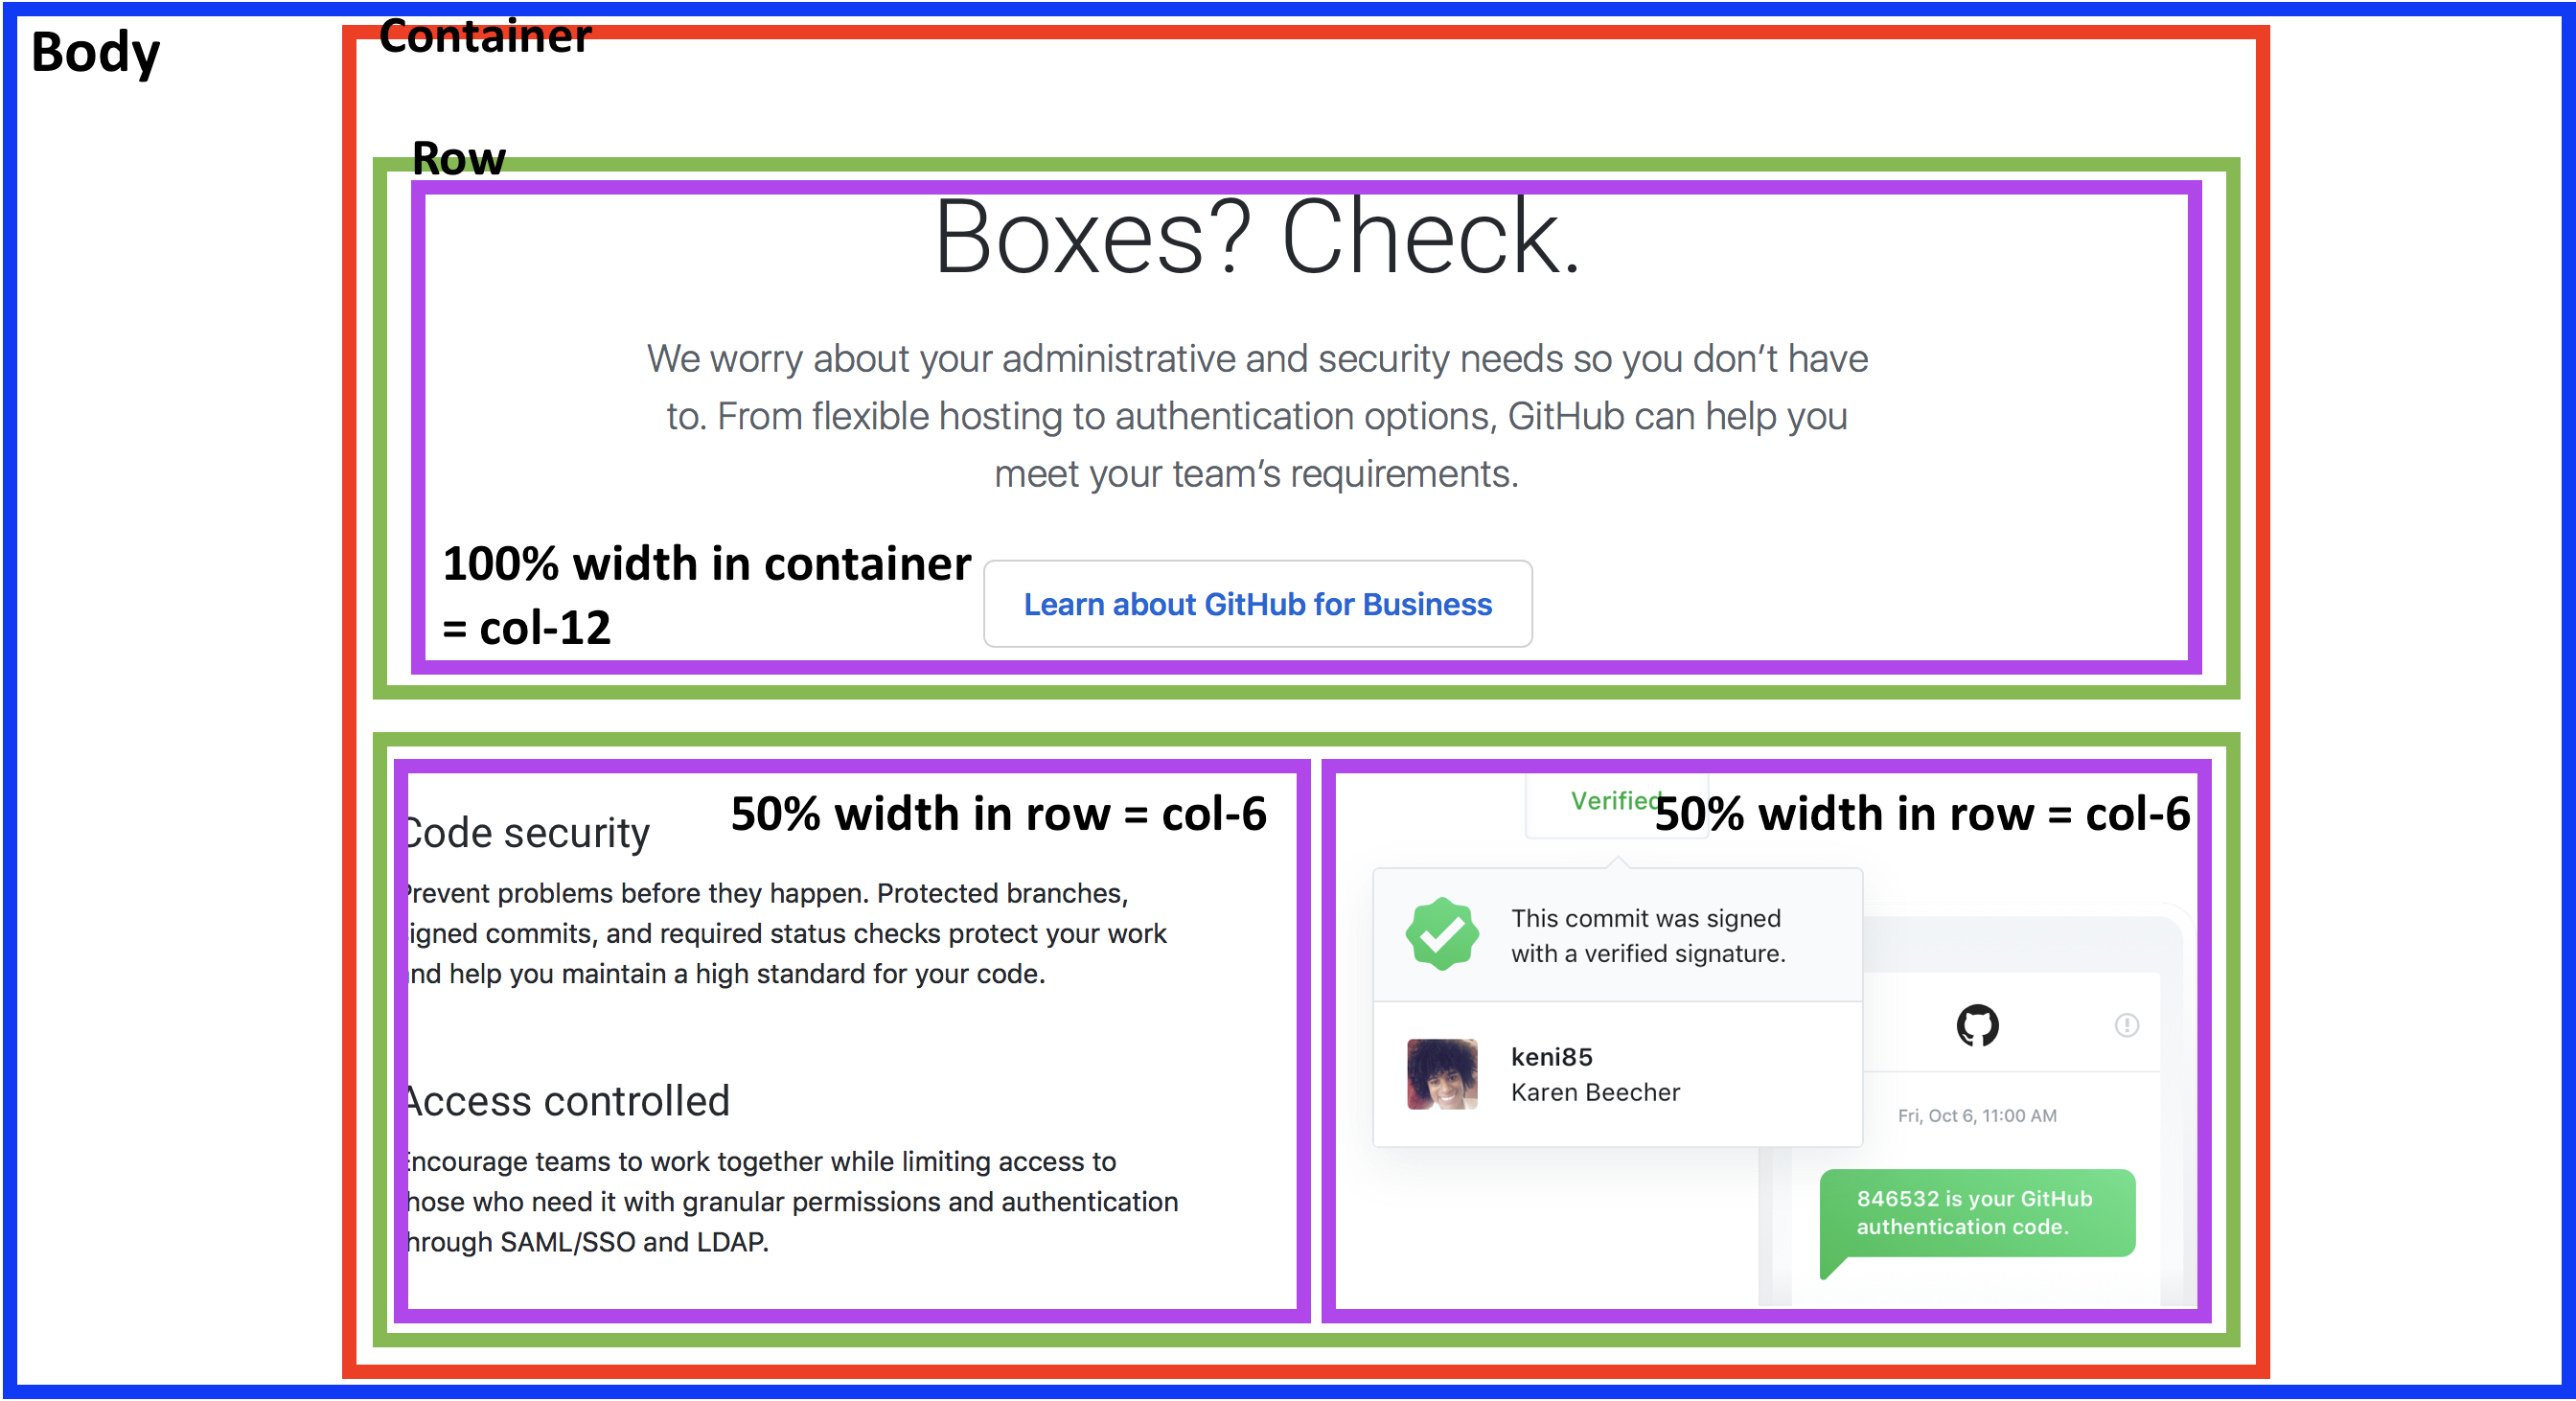 Body
Container
Row
Boxes? Check.
We worry about your administrative and security needs so you don’t have
to. From flexible hosting to authentication options, GitHub can help you
meet your team’s requirements.
100% width in container
= col-12
Learn about GitHub for Business
50% width in row = col-6
Code security
Prevent problems before they happen. Protected branches,
signed commits, and required status checks protect your work
and help you maintain a high standard for your code.
Access controlled
Encourage teams to work together while limiting access to
those who need it with granular permissions and authentication
through SAML/SSO and LDAP.
Verified
50% width in row = col-6
This commit was signed
with a verified signature.
keni85
Karen Beecher
Fri, Oct 6, 11:00 AM
846532 is your GitHub
authentication code.